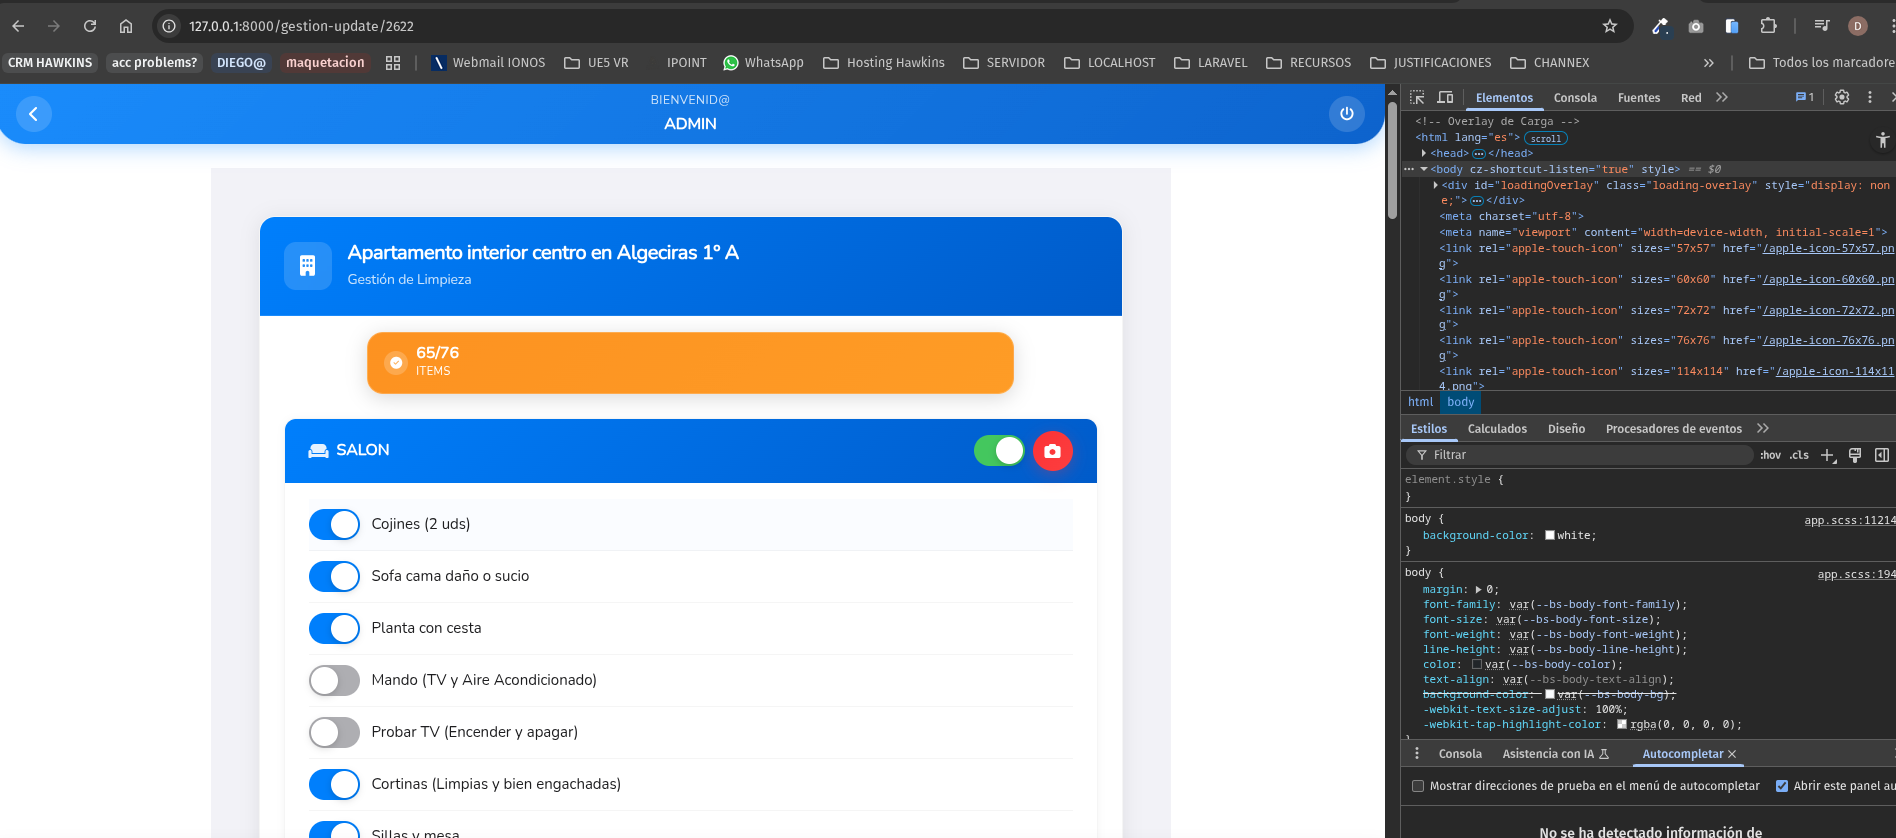 127.0.0.1:8000/gestion-update/2622
D
CRM HAWKINS acc problems? DIEGO@ maquetacion Webmail IONOS UE5 VR IPOINT WhatsApp Hosting Hawkins SERVIDOR LOCALHOST LARAVEL RECURSOS JUSTIFICACIONES CHANNEX » Todos los marcadore
BIENVENID@
ADMIN
Apartamento interior centro en Algeciras 1º A
Gestión de Limpieza
65/76
ITEMS
SALON
Cojines (2 uds)
Sofa cama daño o sucio
Planta con cesta
Mando (TV y Aire Acondicionado)
Probar TV (Encender y apagar)
Cortinas (Limpias y bien engachadas)
Sillas y mesa
Elementos Consola Fuentes Red » 1
<!-- Overlay de Carga -->
<html lang="es"> scroll
<head> ••• </head>
••• <body cz-shortcut-listen="true" style> == $0
<div id="loadingOverlay" class="loading-overlay" style="display: non
e;"> ••• </div>
<meta charset="utf-8">
<meta name="viewport" content="width=device-width, initial-scale=1">
<link rel="apple-touch-icon" sizes="57x57" href="/apple-icon-57x57.pn
g">
<link rel="apple-touch-icon" sizes="60x60" href="/apple-icon-60x60.pn
g">
<link rel="apple-touch-icon" sizes="72x72" href="/apple-icon-72x72.pn
g">
<link rel="apple-touch-icon" sizes="76x76" href="/apple-icon-76x76.pn
g">
<link rel="apple-touch-icon" sizes="114x114" href="/apple-icon-114x11
4.png">
html body
Estilos Calculados Diseño Procesadores de eventos »
Filtrar :hov .cls
element.style {
}
body { app.scss:11214
background-color: white;
}
body { app.scss:194
margin: 0;
font-family: var(--bs-body-font-family);
font-size: var(--bs-body-font-size);
font-weight: var(--bs-body-font-weight);
line-height: var(--bs-body-line-height);
color: var(--bs-body-color);
text-align: var(--bs-body-text-align);
background-color: var(--bs-body-bg);
-webkit-text-size-adjust: 100%;
-webkit-tap-highlight-color: rgba(0, 0, 0, 0);
}
Consola Asistencia con IA Autocompletar ×
Mostrar direcciones de prueba en el menú de autocompletar Abrir este panel au
No se ha detectado información de